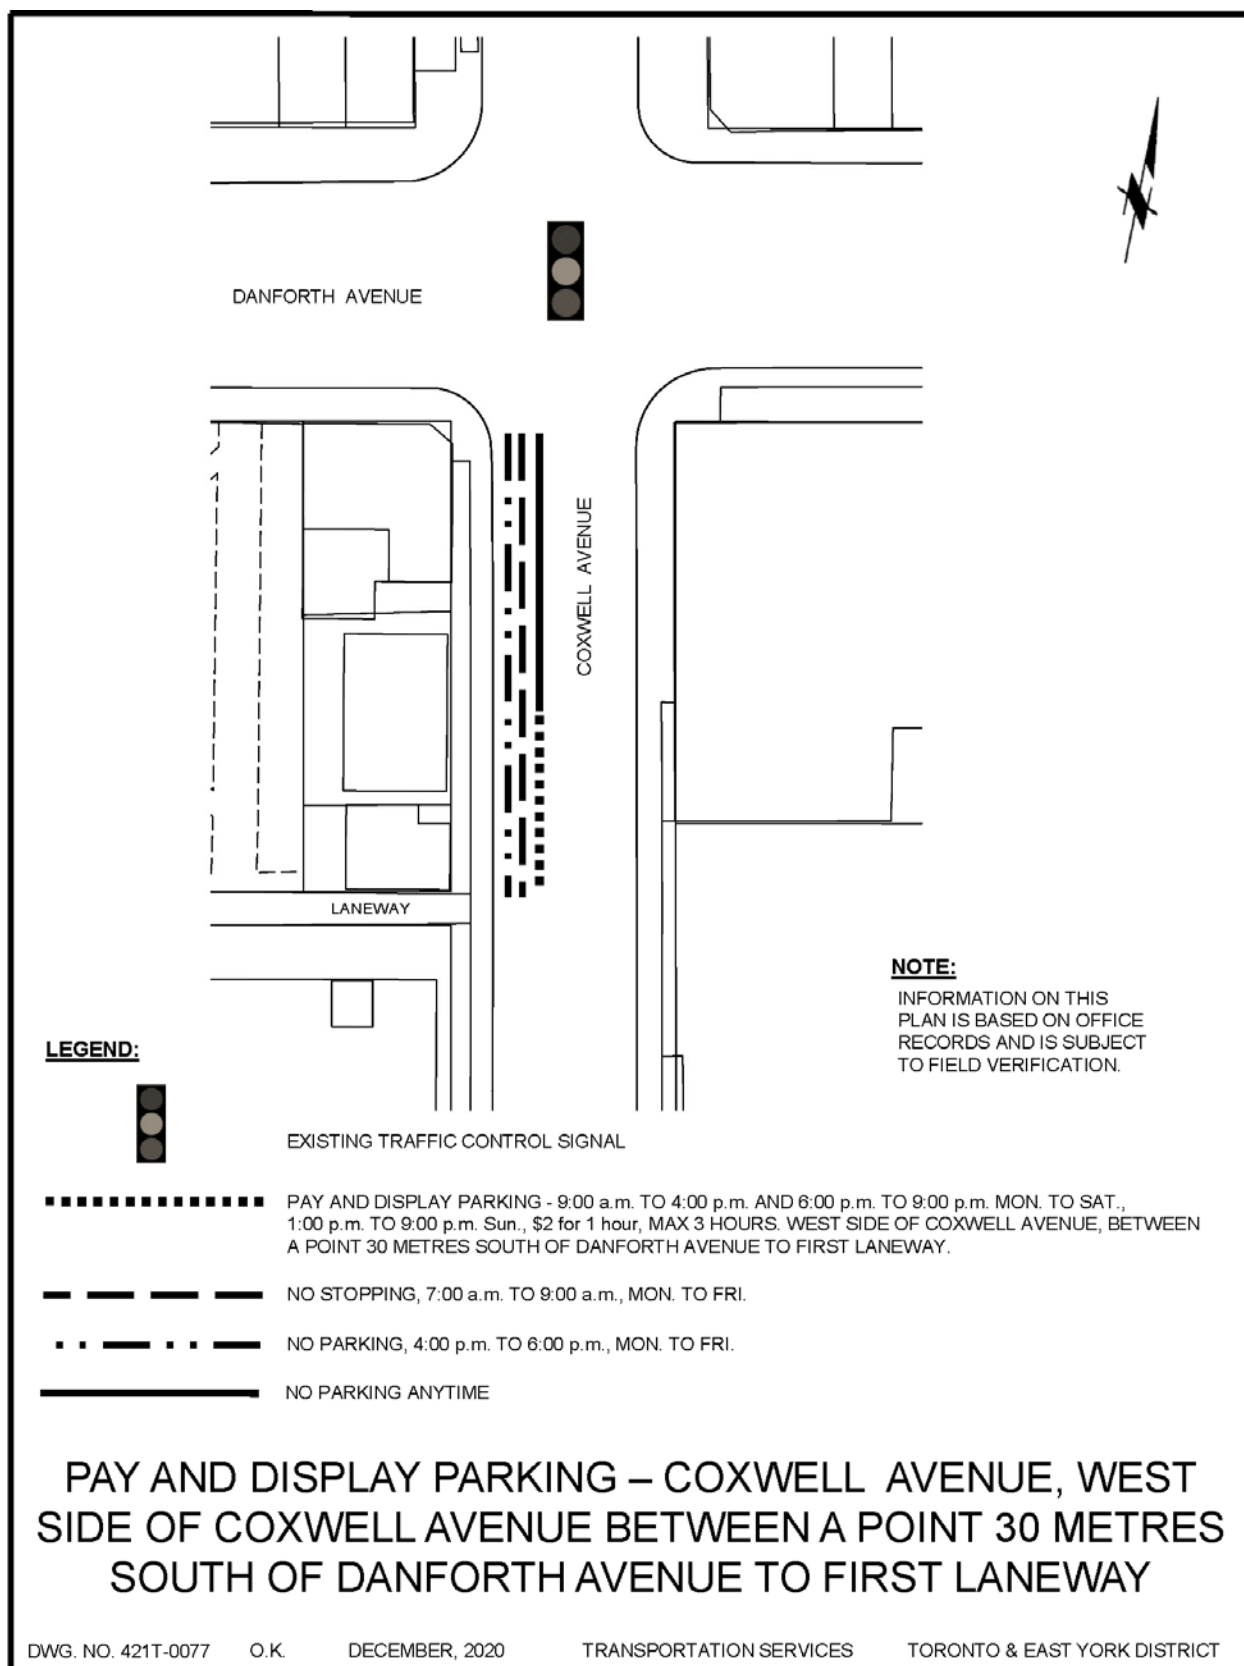 DANFORTH AVENUE
COXWELL AVENUE
LANEWAY
NOTE:
INFORMATION ON THIS
PLAN IS BASED ON OFFICE
RECORDS AND IS SUBJECT
TO FIELD VERIFICATION.
LEGEND:
EXISTING TRAFFIC CONTROL SIGNAL
PAY AND DISPLAY PARKING - 9:00 a.m. TO 4:00 p.m. AND 6:00 p.m. TO 9:00 p.m. MON. TO SAT.,
1:00 p.m. TO 9:00 p.m. Sun., $2 for 1 hour, MAX 3 HOURS. WEST SIDE OF COXWELL AVENUE, BETWEEN
A POINT 30 METRES SOUTH OF DANFORTH AVENUE TO FIRST LANEWAY.
NO STOPPING, 7:00 a.m. TO 9:00 a.m., MON. TO FRI.
NO PARKING, 4:00 p.m. TO 6:00 p.m., MON. TO FRI.
NO PARKING ANYTIME
PAY AND DISPLAY PARKING – COXWELL AVENUE, WEST
SIDE OF COXWELL AVENUE BETWEEN A POINT 30 METRES
SOUTH OF DANFORTH AVENUE TO FIRST LANEWAY
DWG. NO. 421T-0077 O.K. DECEMBER, 2020 TRANSPORTATION SERVICES TORONTO & EAST YORK DISTRICT